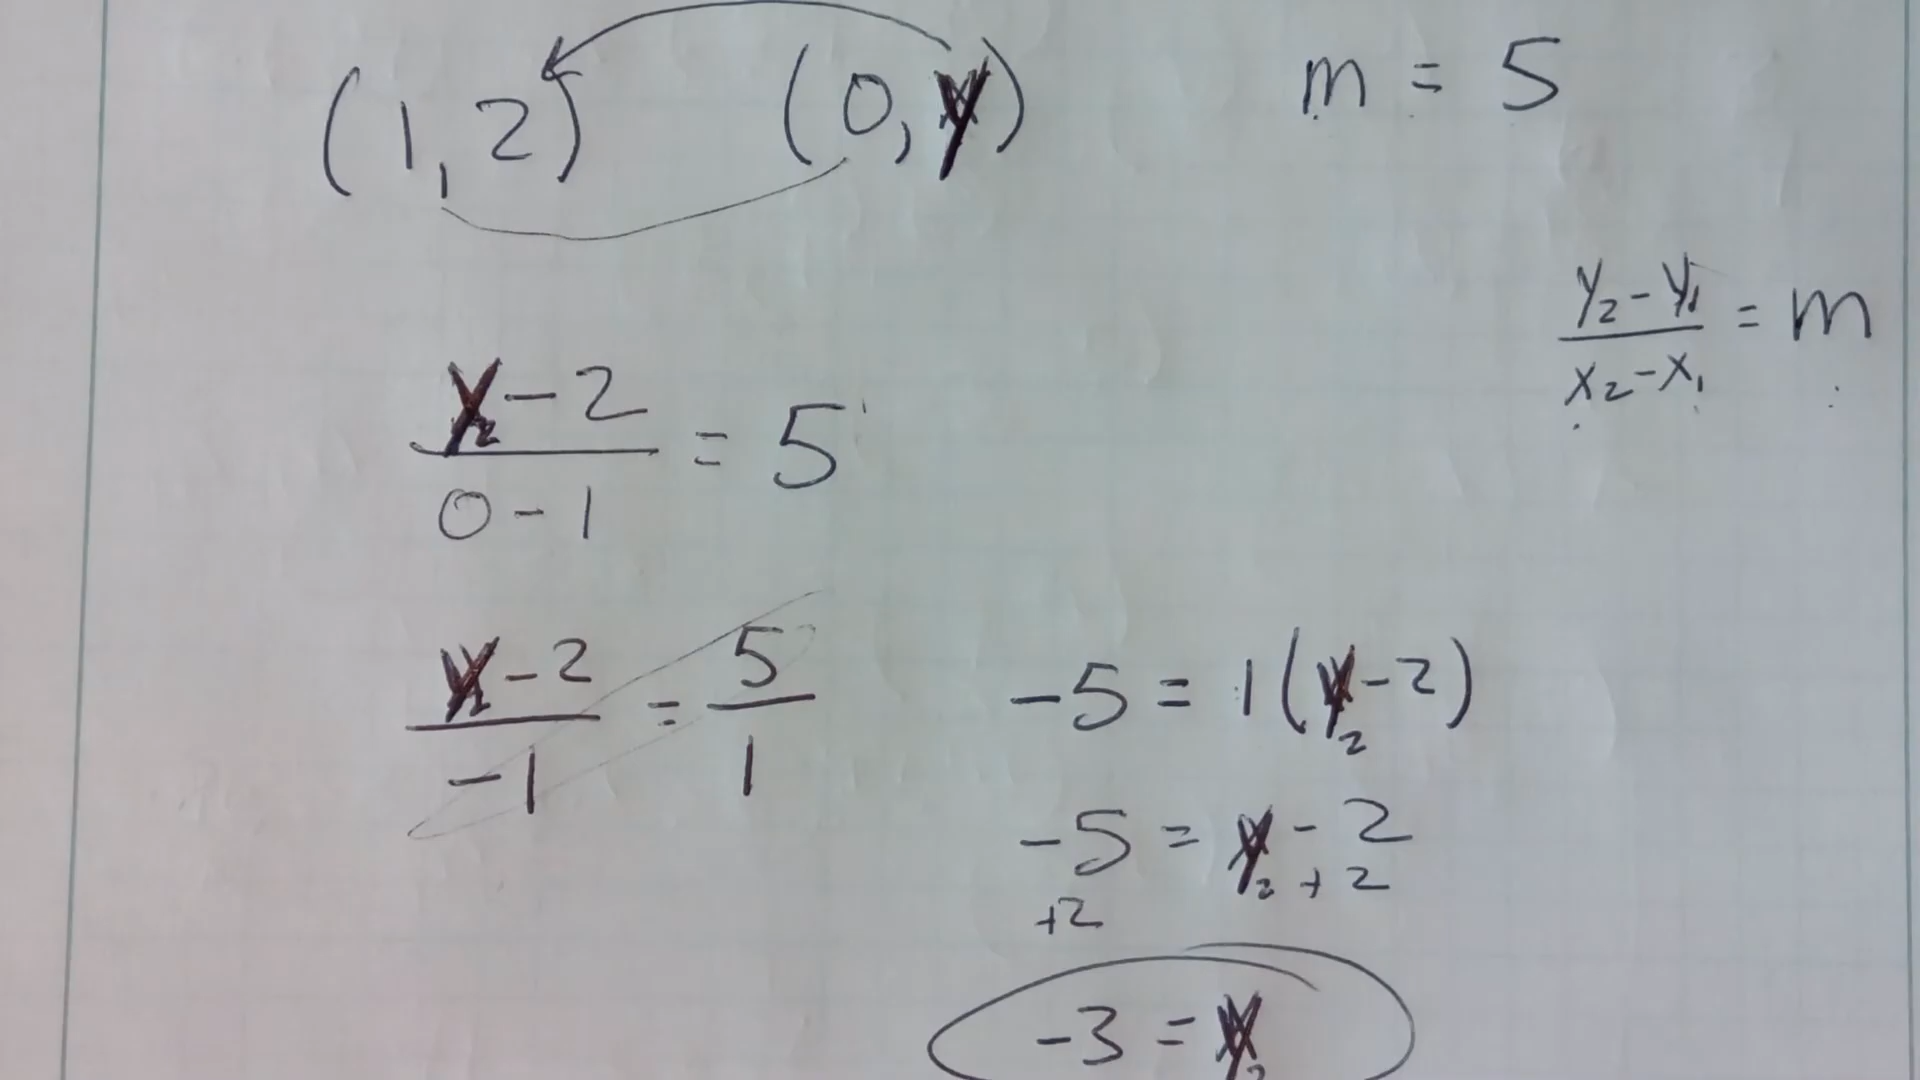 (1, 2) (0, y) m = 5
y₂ - y₁ / x₂ - x₁ = m
y₂ - 2 / 0 - 1 = 5
y₂ - 2 / -1 = 5 / 1
-5 = 1(y₂ - 2)
-5 = y₂ - 2
+2 + 2
-3 = y₂